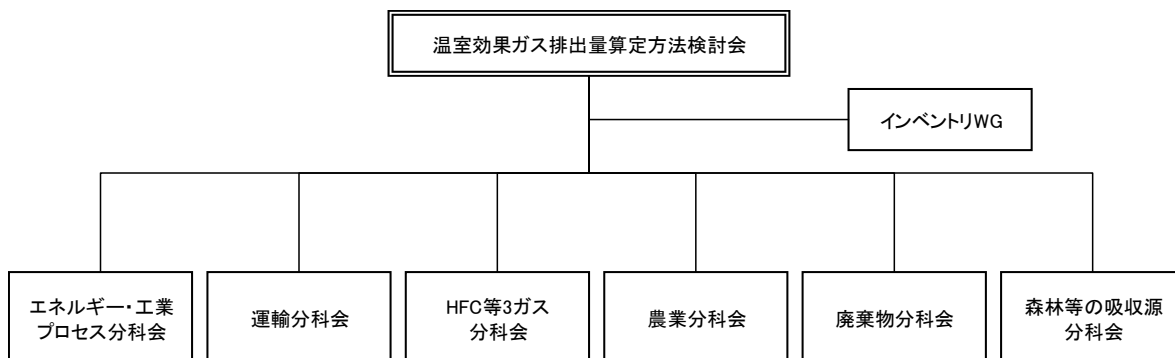 温室効果ガス排出量算定方法検討会
インベントリWG
エネルギー・工業
プロセス分科会
運輸分科会
HFC等3ガス
分科会
農業分科会
廃棄物分科会
森林等の吸収源
分科会